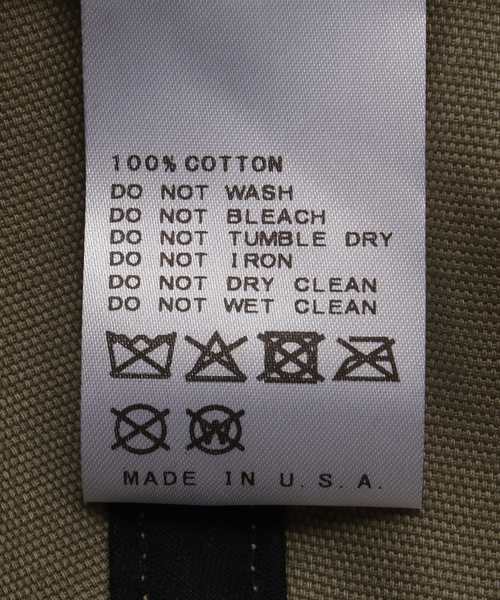 100% COTTON
DO NOT WASH
DO NOT BLEACH
DO NOT TUMBLE DRY
DO NOT IRON
DO NOT DRY CLEAN
DO NOT WET CLEAN
W
MADE IN U.S.A.